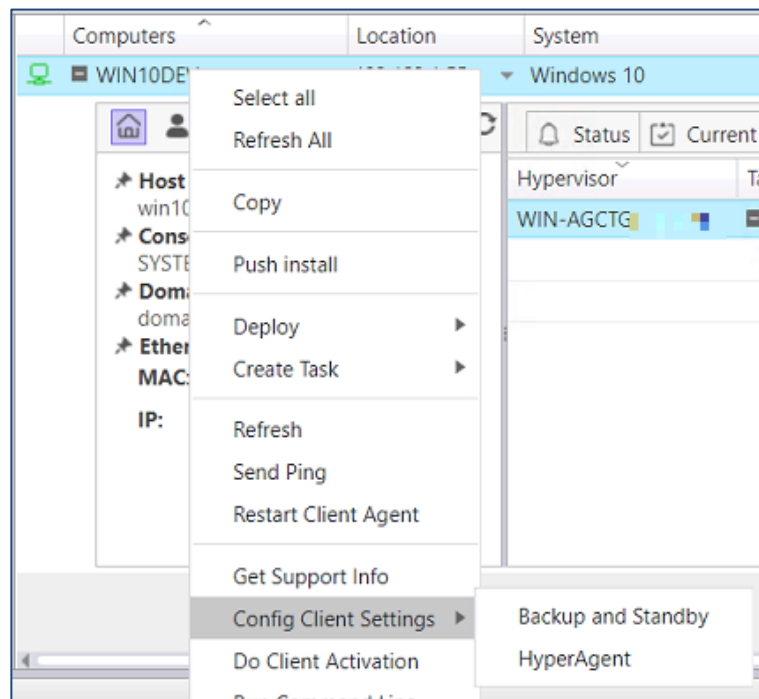 Computers Location System
WIN10DEV Windows 10
Status Current
Hypervisor
WIN-AGCTG
Host
win10
Cons
SYSTE
Doma
doma
Ether
MAC:
IP:
Select all
Refresh All
Copy
Push install
Deploy
Create Task
Refresh
Send Ping
Restart Client Agent
Get Support Info
Config Client Settings
Do Client Activation
Backup and Standby
HyperAgent